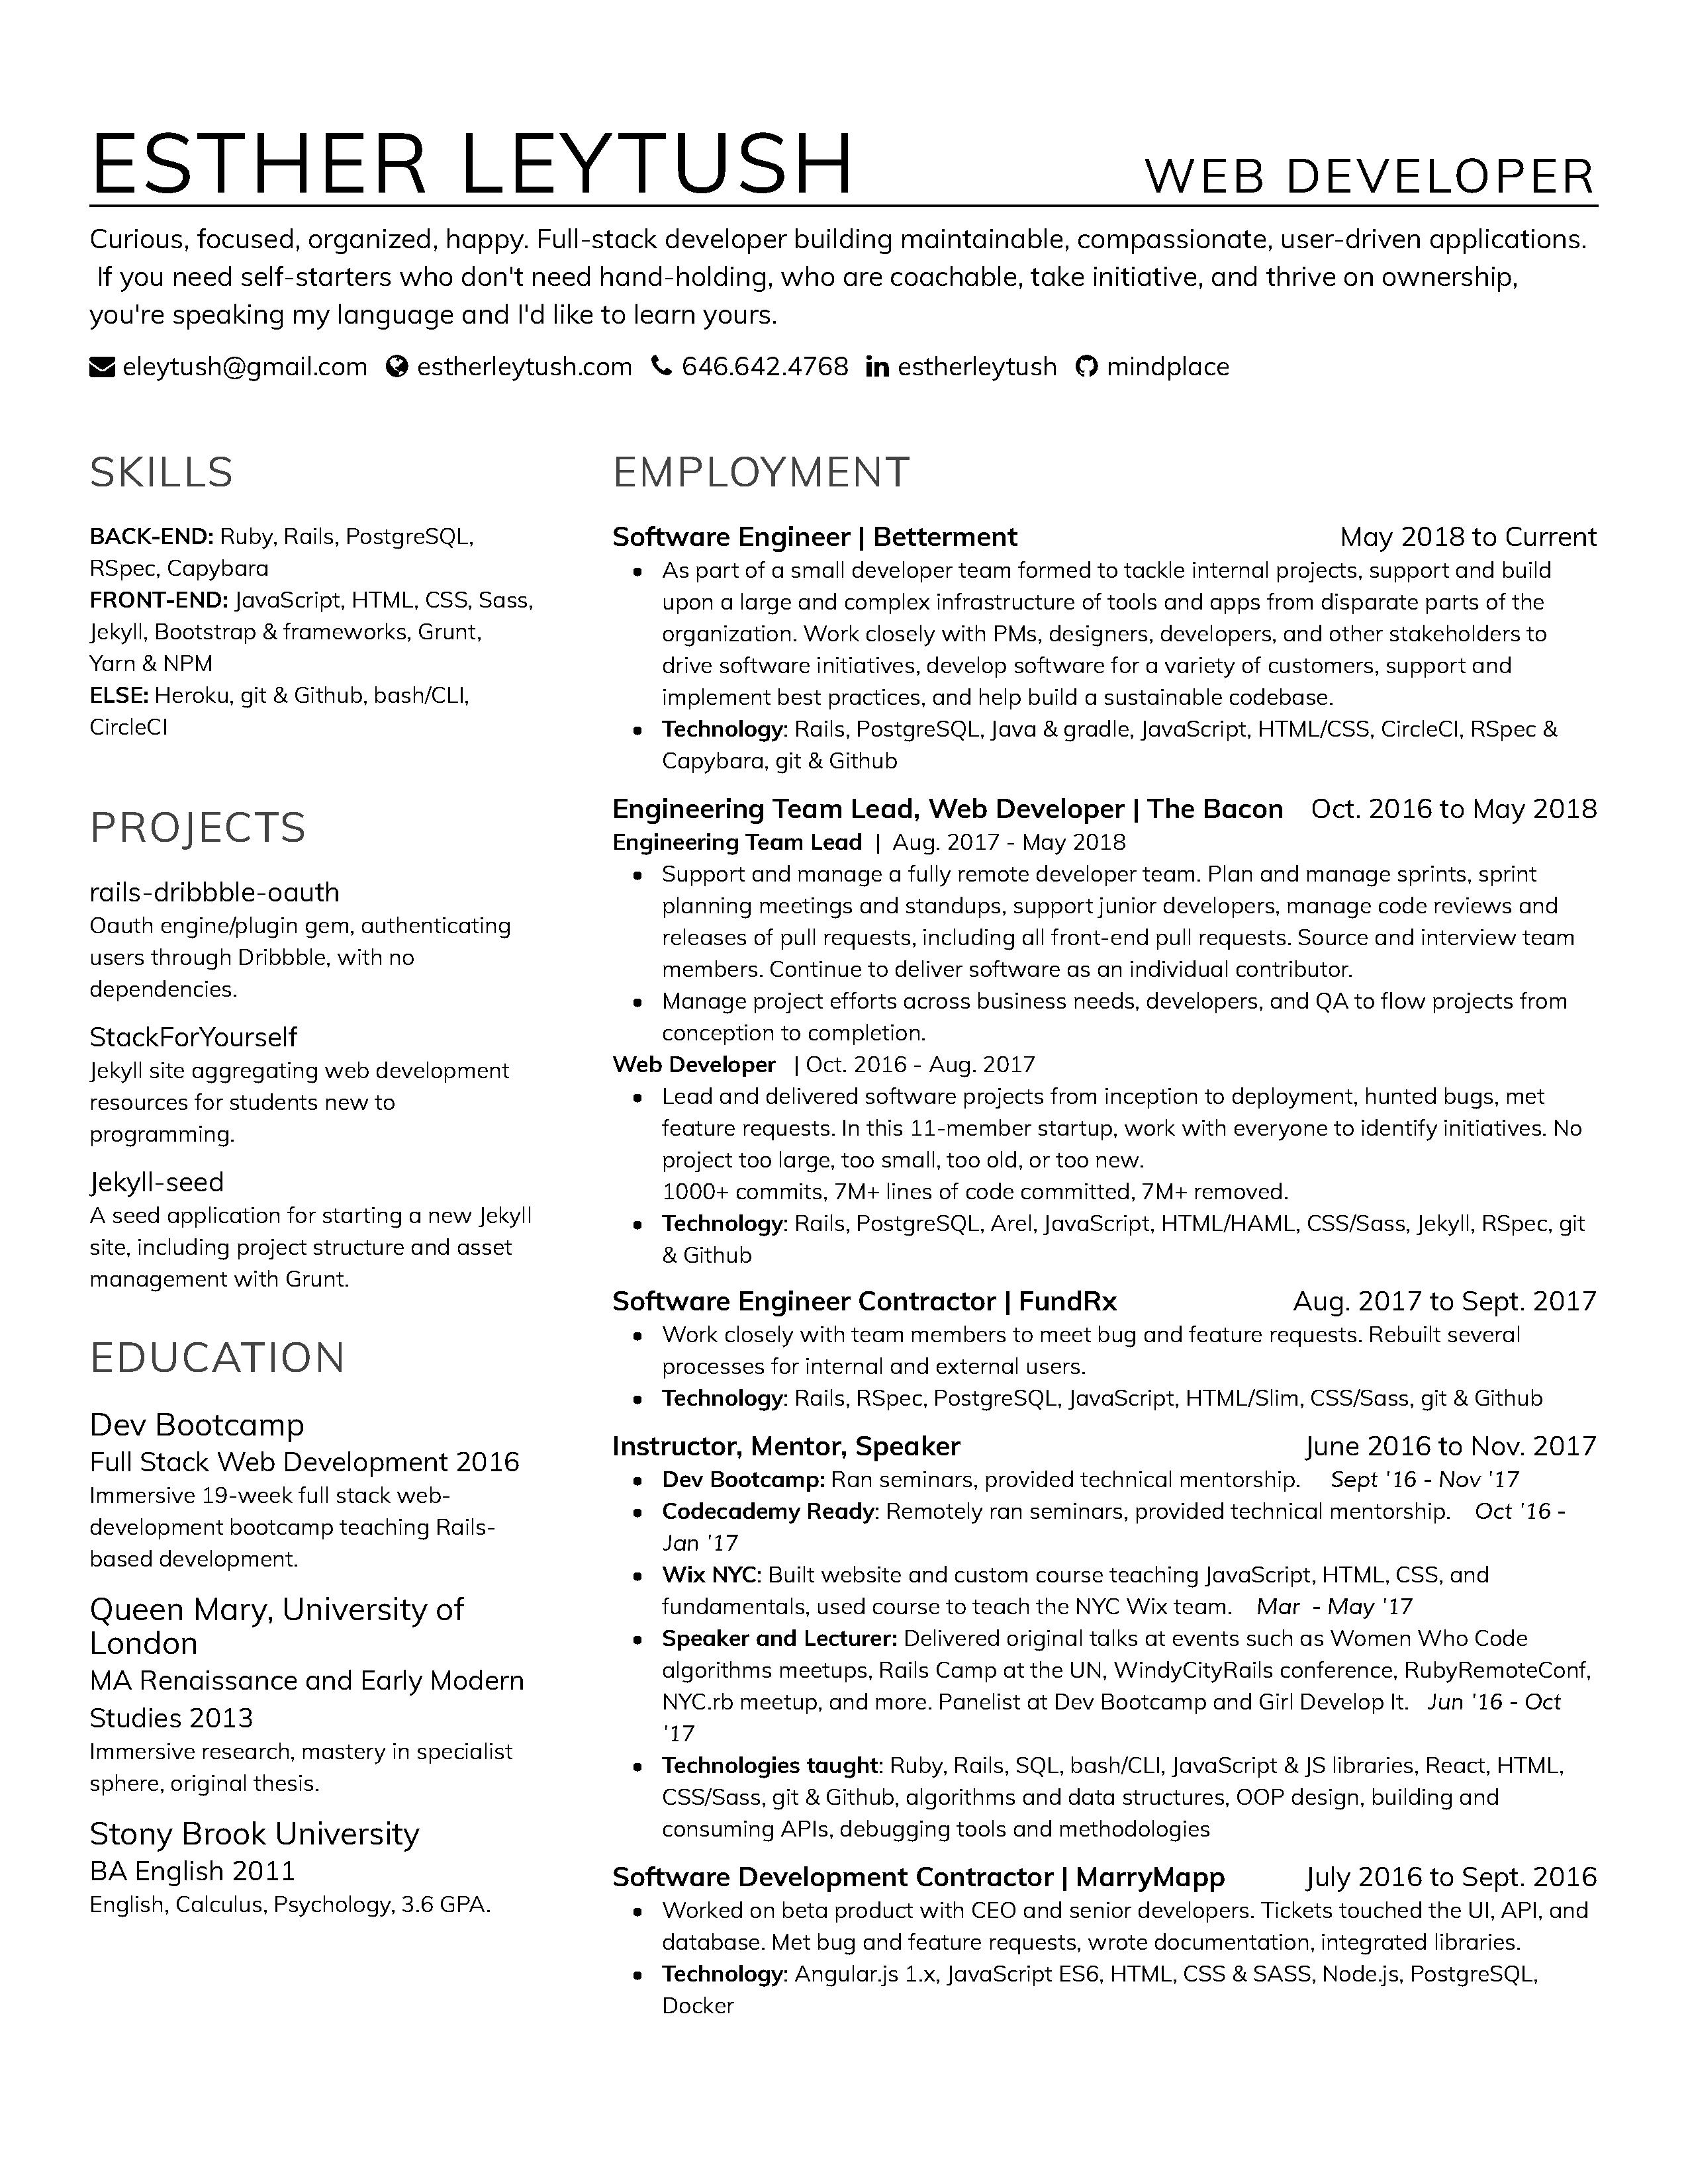 ESTHER LEYTUSH
WEB DEVELOPER
Curious, focused, organized, happy. Full-stack developer building maintainable, compassionate, user-driven applications.
If you need self-starters who don't need hand-holding, who are coachable, take initiative, and thrive on ownership,
you're speaking my language and I'd like to learn yours.
eleytush@gmail.com estherleytush.com 646.642.4768 in estherleytush mindplace
SKILLS
BACK-END: Ruby, Rails, PostgreSQL,
RSpec, Capybara
FRONT-END: JavaScript, HTML, CSS, Sass,
Jekyll, Bootstrap & frameworks, Grunt,
Yarn & NPM
ELSE: Heroku, git & Github, bash/CLI,
CircleCI
PROJECTS
rails-dribbble-oauth
Oauth engine/plugin gem, authenticating
users through Dribbble, with no
dependencies.
StackForYourself
Jekyll site aggregating web development
resources for students new to
programming.
Jekyll-seed
A seed application for starting a new Jekyll
site, including project structure and asset
management with Grunt.
EDUCATION
Dev Bootcamp
Full Stack Web Development 2016
Immersive 19-week full stack web-
development bootcamp teaching Rails-
based development.
Queen Mary, University of
London
MA Renaissance and Early Modern
Studies 2013
Immersive research, mastery in specialist
sphere, original thesis.
Stony Brook University
BA English 2011
English, Calculus, Psychology, 3.6 GPA.
EMPLOYMENT
Software Engineer | Betterment May 2018 to Current
• As part of a small developer team formed to tackle internal projects, support and build
upon a large and complex infrastructure of tools and apps from disparate parts of the
organization. Work closely with PMs, designers, developers, and other stakeholders to
drive software initiatives, develop software for a variety of customers, support and
implement best practices, and help build a sustainable codebase.
• Technology: Rails, PostgreSQL, Java & gradle, JavaScript, HTML/CSS, CircleCI, RSpec &
Capybara, git & Github
Engineering Team Lead, Web Developer | The Bacon Oct. 2016 to May 2018
Engineering Team Lead | Aug. 2017 - May 2018
• Support and manage a fully remote developer team. Plan and manage sprints, sprint
planning meetings and standups, support junior developers, manage code reviews and
releases of pull requests, including all front-end pull requests. Source and interview team
members. Continue to deliver software as an individual contributor.
• Manage project efforts across business needs, developers, and QA to flow projects from
conception to completion.
Web Developer | Oct. 2016 - Aug. 2017
• Lead and delivered software projects from inception to deployment, hunted bugs, met
feature requests. In this 11-member startup, work with everyone to identify initiatives. No
project too large, too small, too old, or too new.
1000+ commits, 7M+ lines of code committed, 7M+ removed.
• Technology: Rails, PostgreSQL, Arel, JavaScript, HTML/HAML, CSS/Sass, Jekyll, RSpec, git
& Github
Software Engineer Contractor | FundRx Aug. 2017 to Sept. 2017
• Work closely with team members to meet bug and feature requests. Rebuilt several
processes for internal and external users.
• Technology: Rails, RSpec, PostgreSQL, JavaScript, HTML/Slim, CSS/Sass, git & Github
Instructor, Mentor, Speaker June 2016 to Nov. 2017
• Dev Bootcamp: Ran seminars, provided technical mentorship. Sept '16 - Nov '17
• Codecademy Ready: Remotely ran seminars, provided technical mentorship. Oct '16 -
Jan '17
• Wix NYC: Built website and custom course teaching JavaScript, HTML, CSS, and
fundamentals, used course to teach the NYC Wix team. Mar - May '17
• Speaker and Lecturer: Delivered original talks at events such as Women Who Code
algorithms meetups, Rails Camp at the UN, WindyCityRails conference, RubyRemoteConf,
NYC.rb meetup, and more. Panelist at Dev Bootcamp and Girl Develop It. Jun '16 - Oct
'17
• Technologies taught: Ruby, Rails, SQL, bash/CLI, JavaScript & JS libraries, React, HTML,
CSS/Sass, git & Github, algorithms and data structures, OOP design, building and
consuming APIs, debugging tools and methodologies
Software Development Contractor | MarryMapp July 2016 to Sept. 2016
• Worked on beta product with CEO and senior developers. Tickets touched the UI, API, and
database. Met bug and feature requests, wrote documentation, integrated libraries.
• Technology: Angular.js 1.x, JavaScript ES6, HTML, CSS & SASS, Node.js, PostgreSQL,
Docker